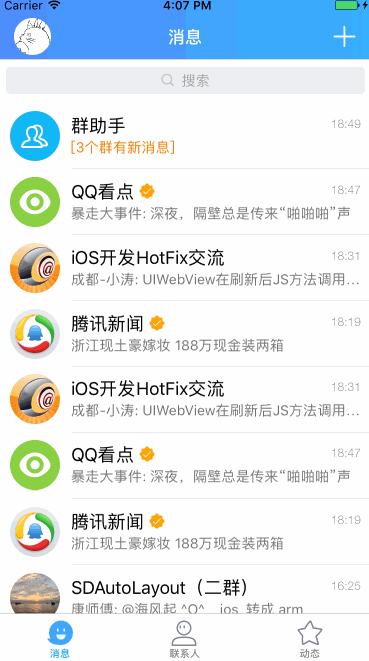 Carrier 4:07 PM
消息
搜索
群助手 18:49
[3个群有新消息]
QQ看点 18:47
暴走大事件: 深夜，隔壁总是传来“啪啪啪”声
iOS开发HotFix交流 18:31
成都-小涛: UIWebView在刷新后JS方法调用...
腾讯新闻 18:19
浙江现土豪嫁妆 188万现金装两箱
iOS开发HotFix交流 18:31
成都-小涛: UIWebView在刷新后JS方法调用...
QQ看点 18:47
暴走大事件: 深夜，隔壁总是传来“啪啪啪”声
腾讯新闻 18:19
浙江现土豪嫁妆 188万现金装两箱
SDAutoLayout（二群） 16:25
康师傅: @海风起 ^O^ ios 转成 arm
消息 联系人 动态